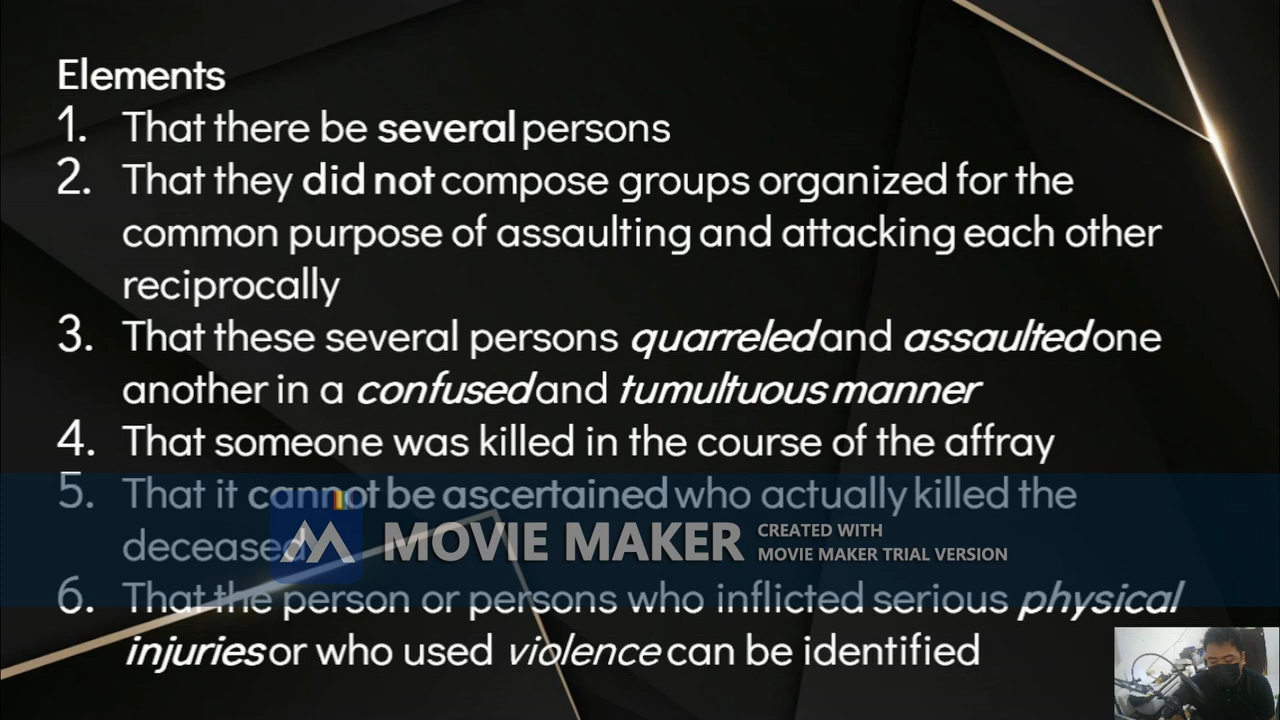 Elements
1. That there be several persons
2. That they did not compose groups organized for the
common purpose of assaulting and attacking each other
reciprocally
3. That these several persons quarreled and assaulted one
another in a confused and tumultuous manner
4. That someone was killed in the course of the affray
5. That it cannot be ascertained who actually killed the
deceased
MOVIE MAKER
CREATED WITH
MOVIE MAKER TRIAL VERSION
6. That the person or persons who inflicted serious physical
injuries or who used violence can be identified